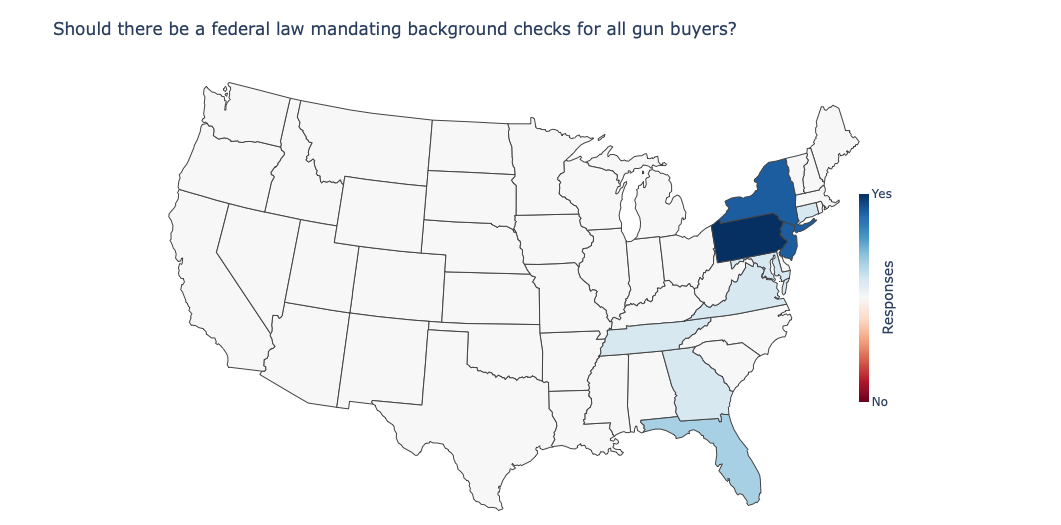 Should there be a federal law mandating background checks for all gun buyers?
Yes
Responses
No